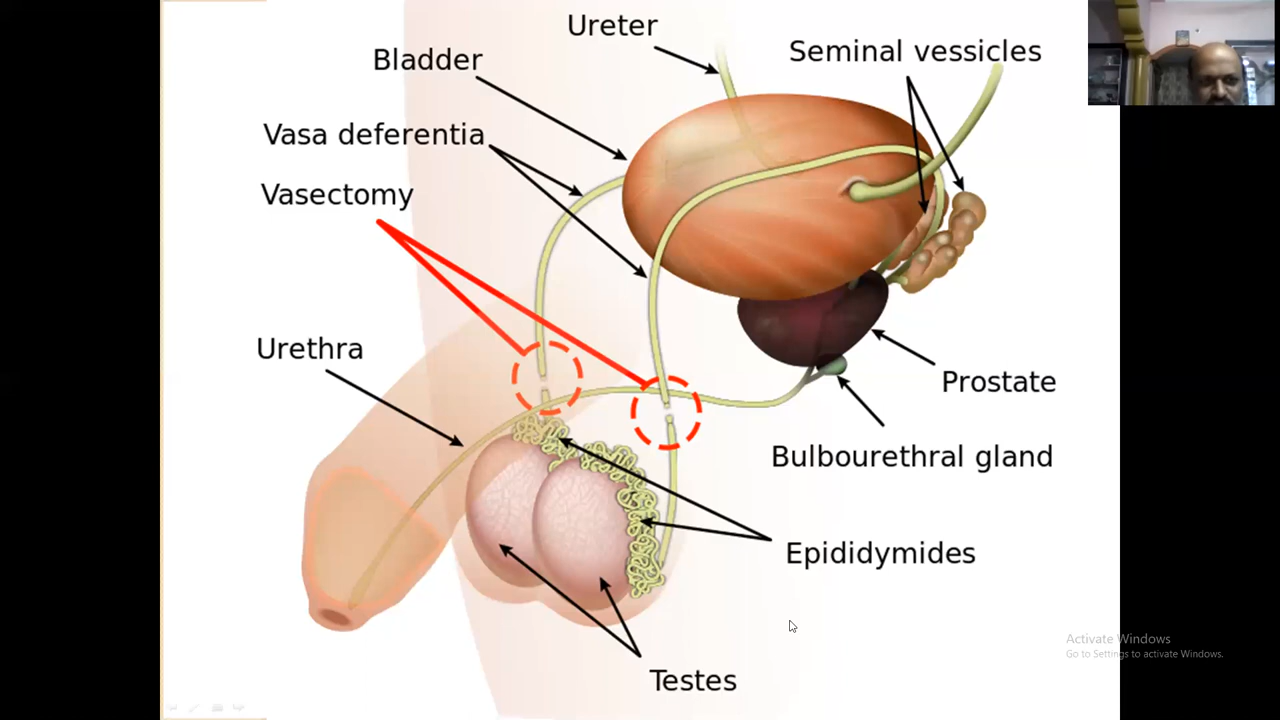 Ureter
Seminal vessicles
Bladder
Vasa deferentia
Vasectomy
Urethra
Prostate
Bulbourethral gland
Epididymides
Testes
Activate Windows
Go to Settings to activate Windows.